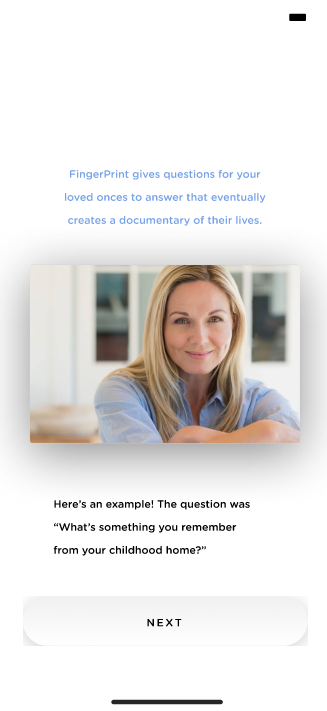 FingerPrint gives questions for your
loved onces to answer that eventually
creates a documentary of their lives.
Here's an example! The question was
“What's something you remember
from your childhood home?”
NEXT